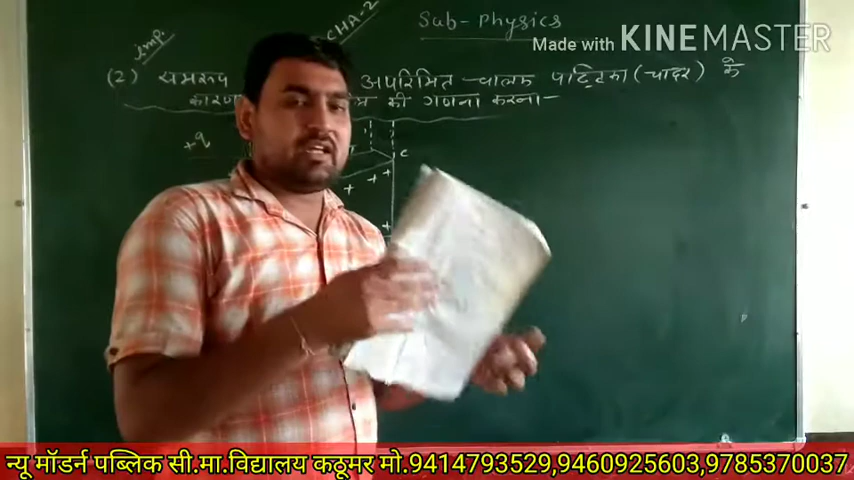 CHA-2
Sub-Physics
Made with KINEMASTER
imp.
(2) समरूप अपरिमित चालक पट्टिका (चादर) के
कारण की गणना करना-
+q
c
+ + +
+
न्यू मॉडर्न पब्लिक सी.मा.विद्यालय कठूमर मो.9414793529,9460925603,9785370037